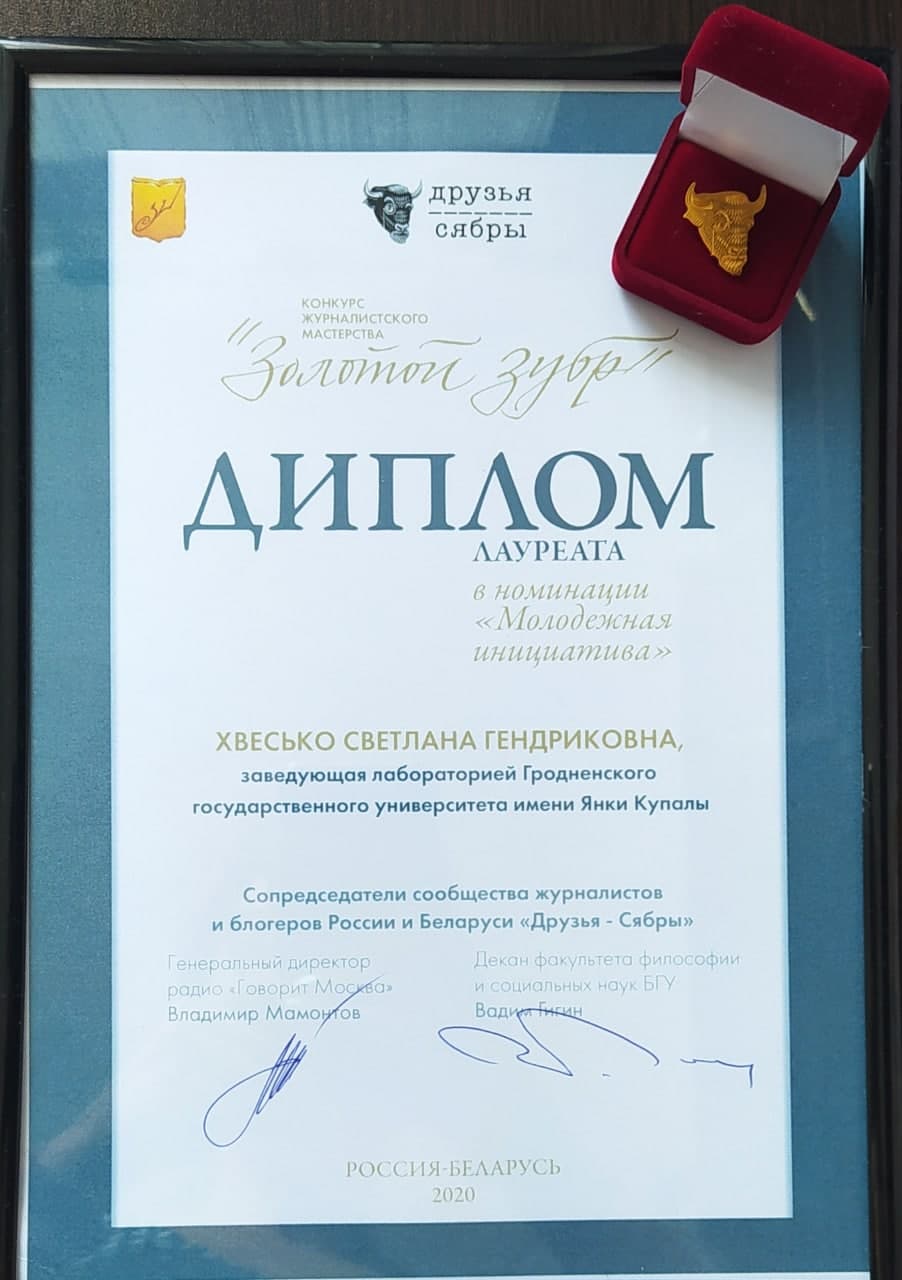 друзья
сябры
КОНКУРС
ЖУРНАЛИСТСКОГО
МАСТЕРСТВА
"Золотой зубр"
ДИПЛОМ
ЛАУРЕАТА
в номинации
«Молодежная
инициатива»
ХВЕСЬКО СВЕТЛАНА ГЕНДРИКОВНА,
заведующая лабораторией Гродненского
государственного университета имени Янки Купалы
Сопредседатели сообщества журналистов
и блогеров России и Беларуси «Друзья - Сябры»
Генеральный директор
радио «Говорит Москва»
Владимир Мамонтов
Декан факультета философии
и социальных наук БГУ
Вадим Гигин
РОССИЯ-БЕЛАРУСЬ
2020